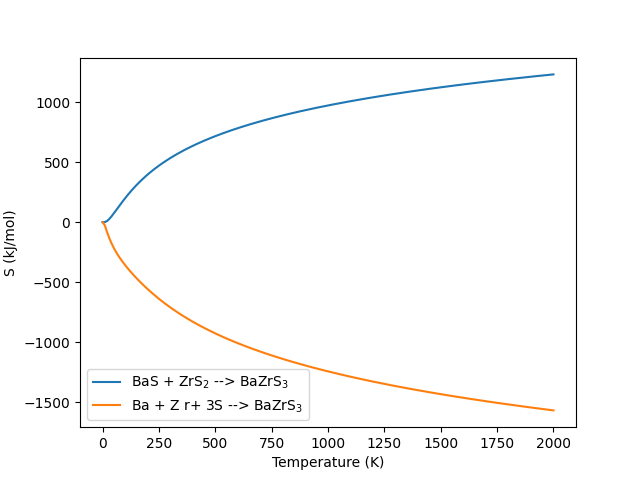 1000
500
0
−500
−1000
−1500
S (kJ/mol)
BaS + ZrS₂ --> BaZrS₃
Ba + Z r+ 3S --> BaZrS₃
0 250 500 750 1000 1250 1500 1750 2000
Temperature (K)